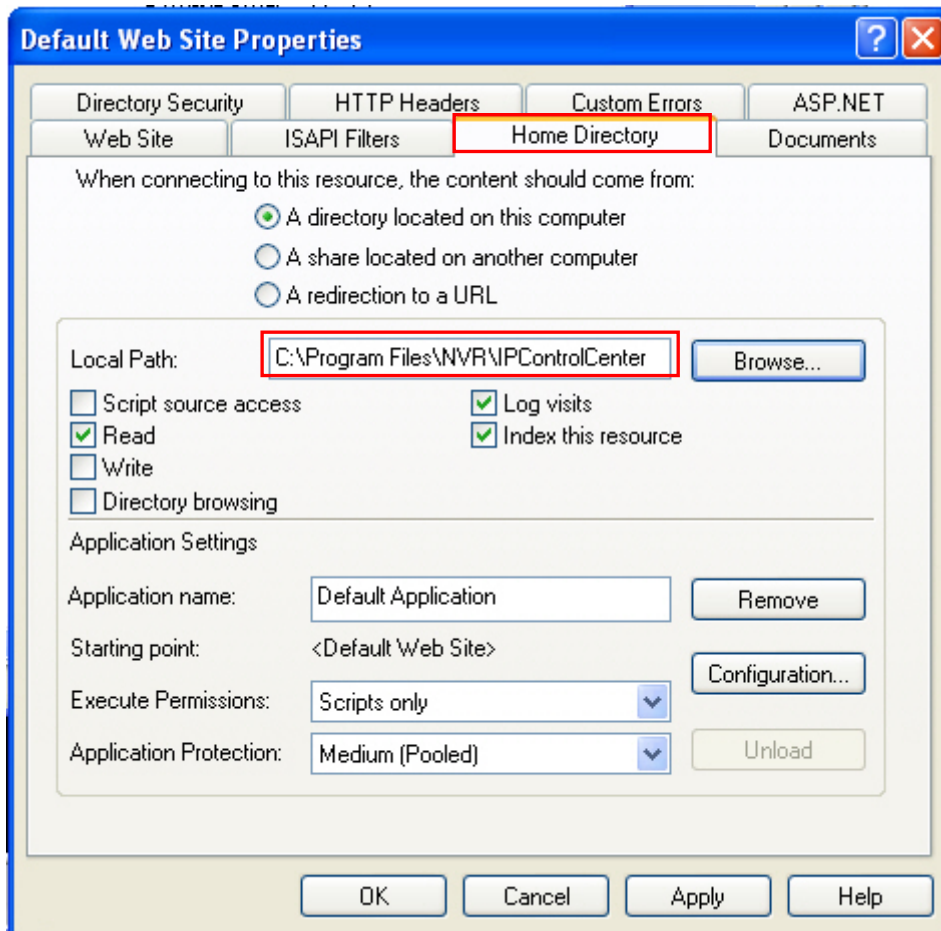 Default Web Site Properties
Directory Security HTTP Headers Custom Errors ASP.NET
Web Site ISAPI Filters Home Directory Documents
When connecting to this resource, the content should come from:
A directory located on this computer
A share located on another computer
A redirection to a URL
Local Path: C:\Program Files\NVR\IPControlCenter Browse...
Script source access Log visits
Read Index this resource
Write
Directory browsing
Application Settings
Application name: Default Application Remove
Starting point: <Default Web Site>
Configuration...
Execute Permissions: Scripts only
Application Protection: Medium (Pooled) Unload
OK Cancel Apply Help